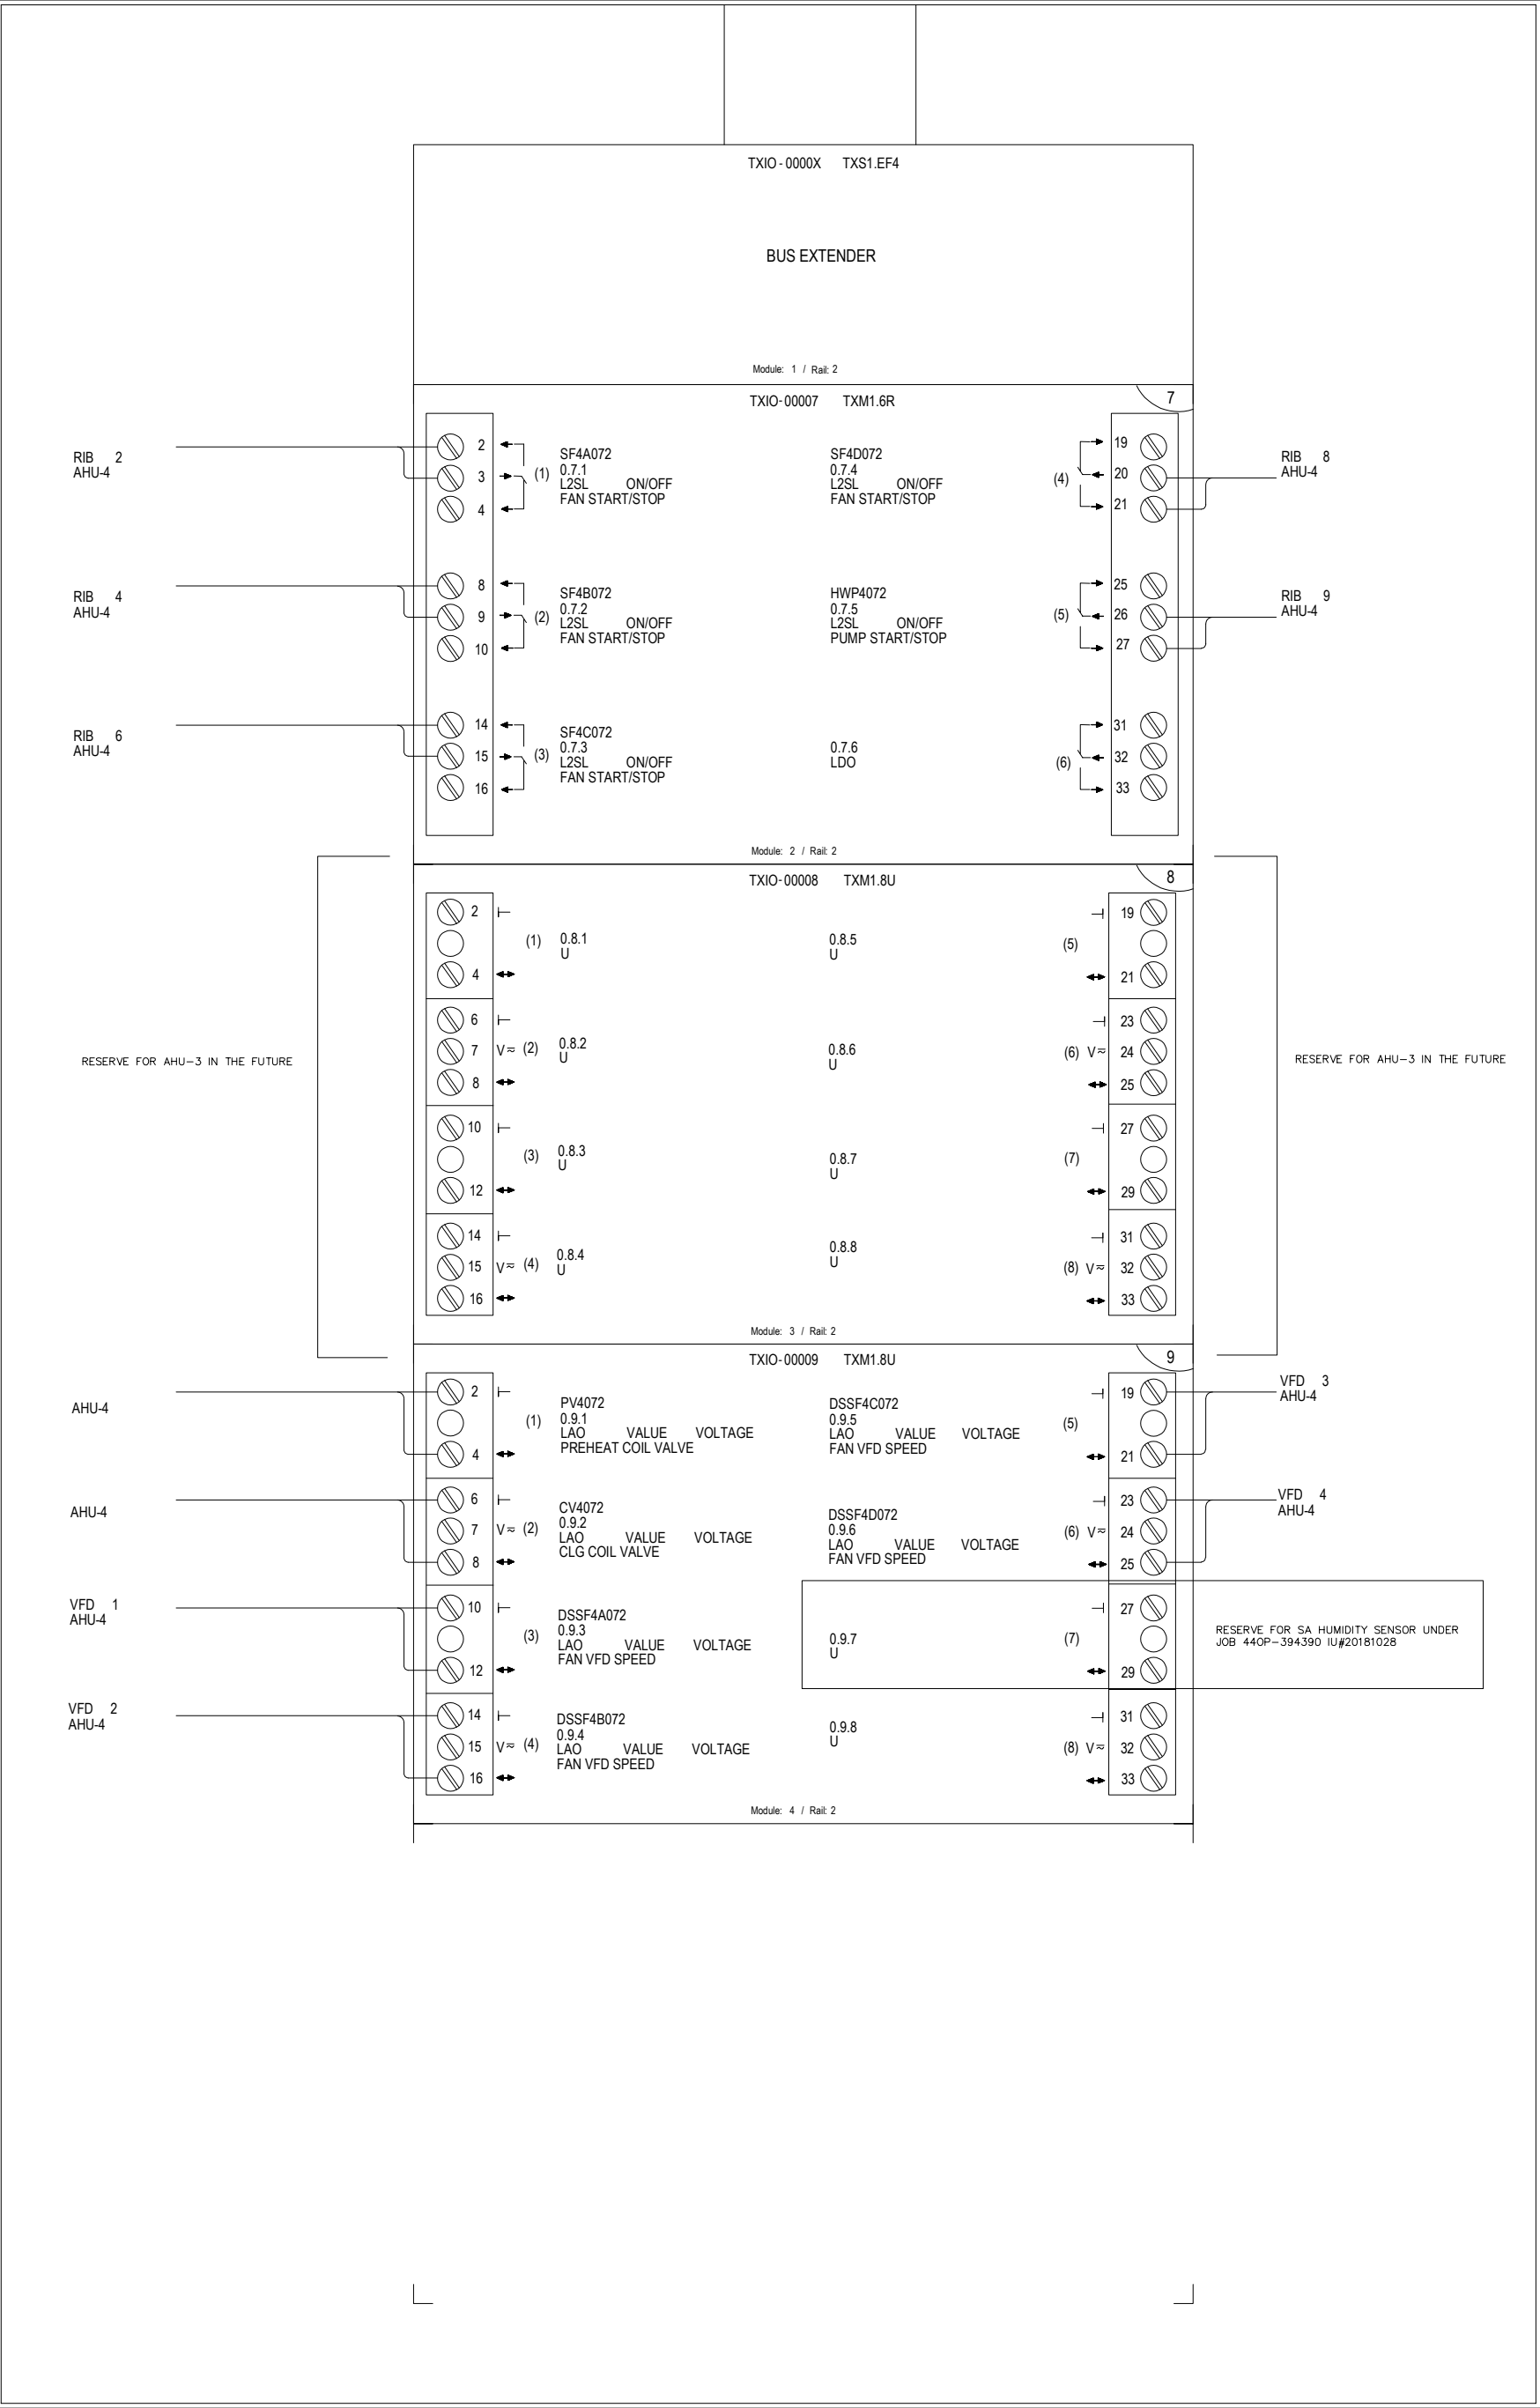 TXIO-0000X TXS1.EF4
BUS EXTENDER
Module: 1 / Rail: 2
TXIO-00007 TXM1.6R
7
RIB 2
AHU-4
2
3
4
(1)
SF4A072
0.7.1
L2SL ON/OFF
FAN START/STOP
SF4D072
0.7.4
L2SL ON/OFF
FAN START/STOP
(4)
19
20
21
RIB 8
AHU-4
RIB 4
AHU-4
8
9
10
(2)
SF4B072
0.7.2
L2SL ON/OFF
FAN START/STOP
HWP4072
0.7.5
L2SL ON/OFF
PUMP START/STOP
(5)
25
26
27
RIB 9
AHU-4
RIB 6
AHU-4
14
15
16
(3)
SF4C072
0.7.3
L2SL ON/OFF
FAN START/STOP
0.7.6
LDO
(6)
31
32
33
Module: 2 / Rail: 2
TXIO-00008 TXM1.8U
8
RESERVE FOR AHU-3 IN THE FUTURE
2
4
(1)
0.8.1
U
0.8.5
U
(5)
19
21
6
7 V≂ (2)
8
0.8.2
U
0.8.6
U
23
(6) V≂ 24
25
10
12
(3)
0.8.3
U
0.8.7
U
(7)
27
29
14
15 V≂ (4)
16
0.8.4
U
0.8.8
U
31
(8) V≂ 32
33
RESERVE FOR AHU-3 IN THE FUTURE
Module: 3 / Rail: 2
TXIO-00009 TXM1.8U
9
AHU-4
2
4
(1)
PV4072
0.9.1
LAO VALUE VOLTAGE
PREHEAT COIL VALVE
DSSF4C072
0.9.5
LAO VALUE VOLTAGE
FAN VFD SPEED
(5)
19
21
VFD 3
AHU-4
AHU-4
6
7 V≂ (2)
8
CV4072
0.9.2
LAO VALUE VOLTAGE
CLG COIL VALVE
DSSF4D072
0.9.6
LAO VALUE VOLTAGE
FAN VFD SPEED
23
(6) V≂ 24
25
VFD 4
AHU-4
VFD 1
AHU-4
10
12
(3)
DSSF4A072
0.9.3
LAO VALUE VOLTAGE
FAN VFD SPEED
0.9.7
U
(7)
27
29
RESERVE FOR SA HUMIDITY SENSOR UNDER
JOB 440P-394390 IU#20181028
VFD 2
AHU-4
14
15 V≂ (4)
16
DSSF4B072
0.9.4
LAO VALUE VOLTAGE
FAN VFD SPEED
0.9.8
U
31
(8) V≂ 32
33
Module: 4 / Rail: 2